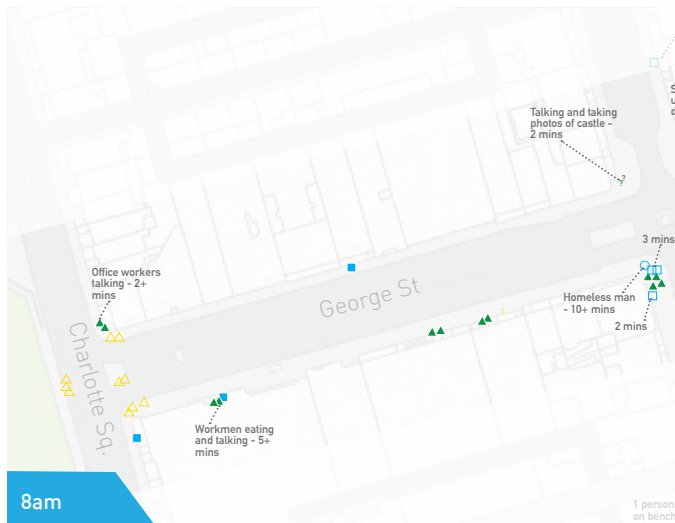 Talking and taking
photos of castle -
2 mins
3 mins
Office workers
talking - 2+
mins
George St
Homeless man
- 10+ mins
2 mins
Charlotte Sq.
Workmen eating
and talking - 5+
mins
8am
1 person
on bench
?
?
?